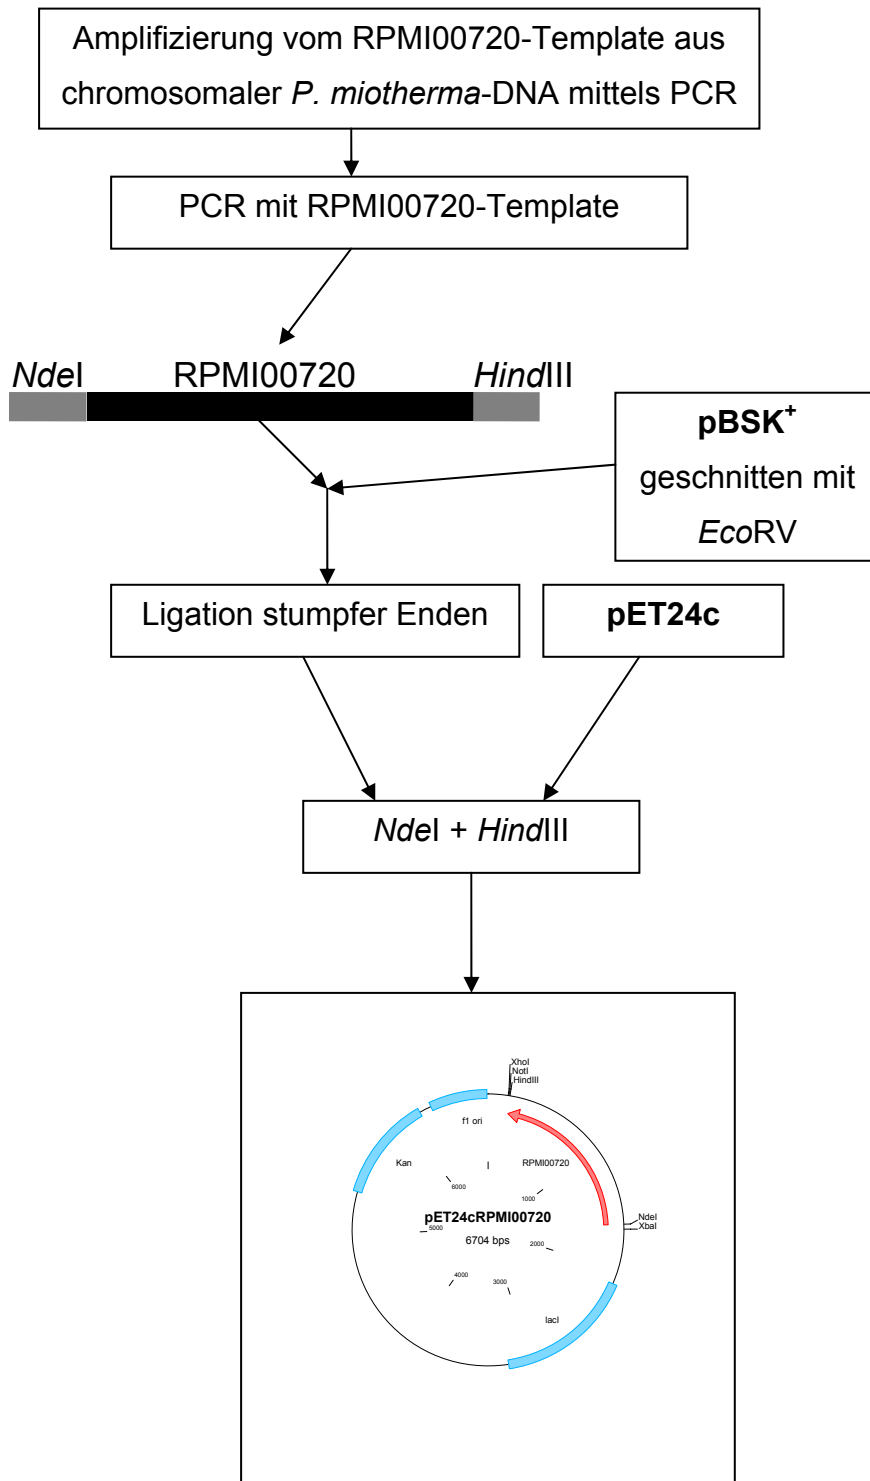 Amplifizierung vom RPMI00720-Template aus
chromosomaler P. miotherma-DNA mittels PCR
PCR mit RPMI00720-Template
NdeI RPMI00720 HindIII
pBSK+
geschnitten mit
EcoRV
Ligation stumpfer Enden
pET24c
NdeI + HindIII
XhoI
NotI
HindIII
f1 ori
Kan
I
RPMI00720
6000
1000
pET24cRPMI00720
NdeI
XbaI
5000
6704 bps
2000
4000
3000
lacI